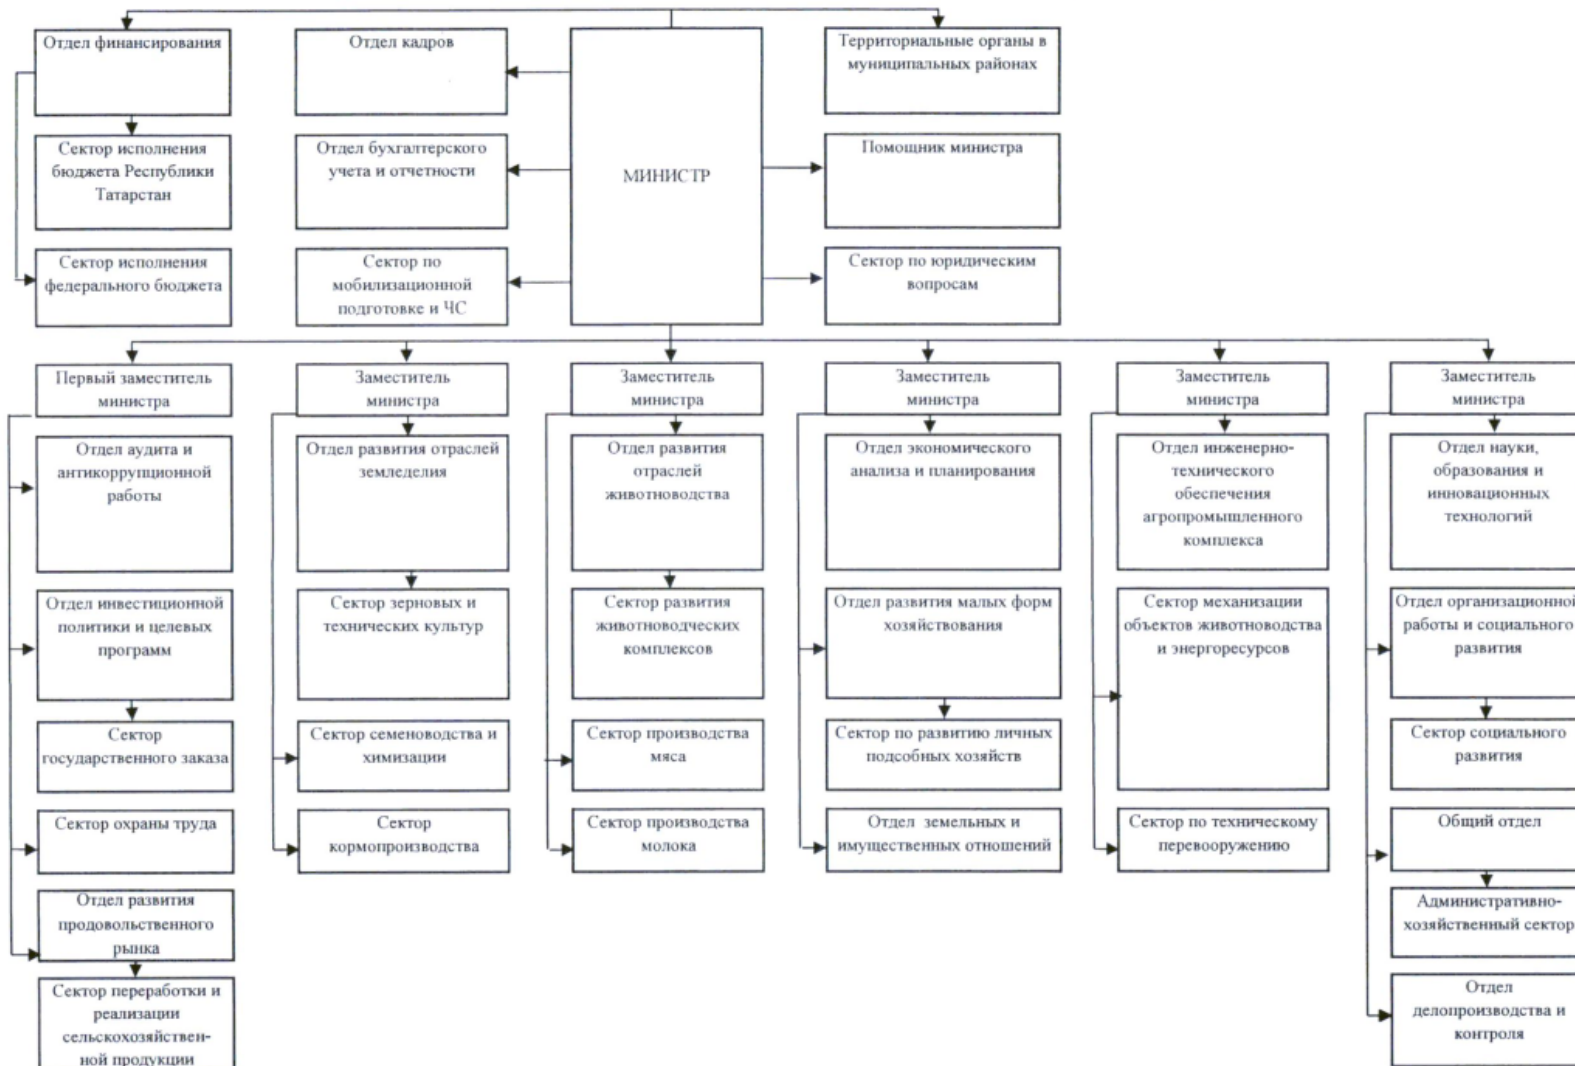 Отдел финансирования
Отдел кадров
Территориальные органы в
муниципальных районах
Сектор исполнения
бюджета Республики
Татарстан
Отдел бухгалтерского
учета и отчетности
МИНИСТР
Помощник министра
Сектор исполнения
федерального бюджета
Сектор по
мобилизационной
подготовке и ЧС
Сектор по юридическим
вопросам
Первый заместитель
министра
Заместитель
министра
Заместитель
министра
Заместитель
министра
Заместитель
министра
Заместитель
министра
Отдел аудита и
антикоррупционной
работы
Отдел развития отраслей
земледелия
Отдел развития
отраслей
животноводства
Отдел экономического
анализа и планирования
Отдел инженерно-
технического
обеспечения
агропромышленного
комплекса
Отдел науки,
образования и
инновационных
технологий
Отдел инвестиционной
политики и целевых
программ
Сектор зерновых и
технических культур
Сектор развития
животноводческих
комплексов
Отдел развития малых форм
хозяйствования
Сектор механизации
объектов животноводства
и энергоресурсов
Отдел организационной
работы и социального
развития
Сектор
государственного заказа
Сектор семеноводства и
химизации
Сектор производства
мяса
Сектор по развитию личных
подсобных хозяйств
Сектор социального
развития
Сектор охраны труда
Сектор
кормопроизводства
Сектор производства
молока
Отдел земельных и
имущественных отношений
Сектор по техническому
перевооружению
Общий отдел
Отдел развития
продовольственного
рынка
Административно-
хозяйственный сектор
Сектор переработки и
реализации
сельскохозяйствен-
ной продукции
Отдел
делопроизводства и
контроля